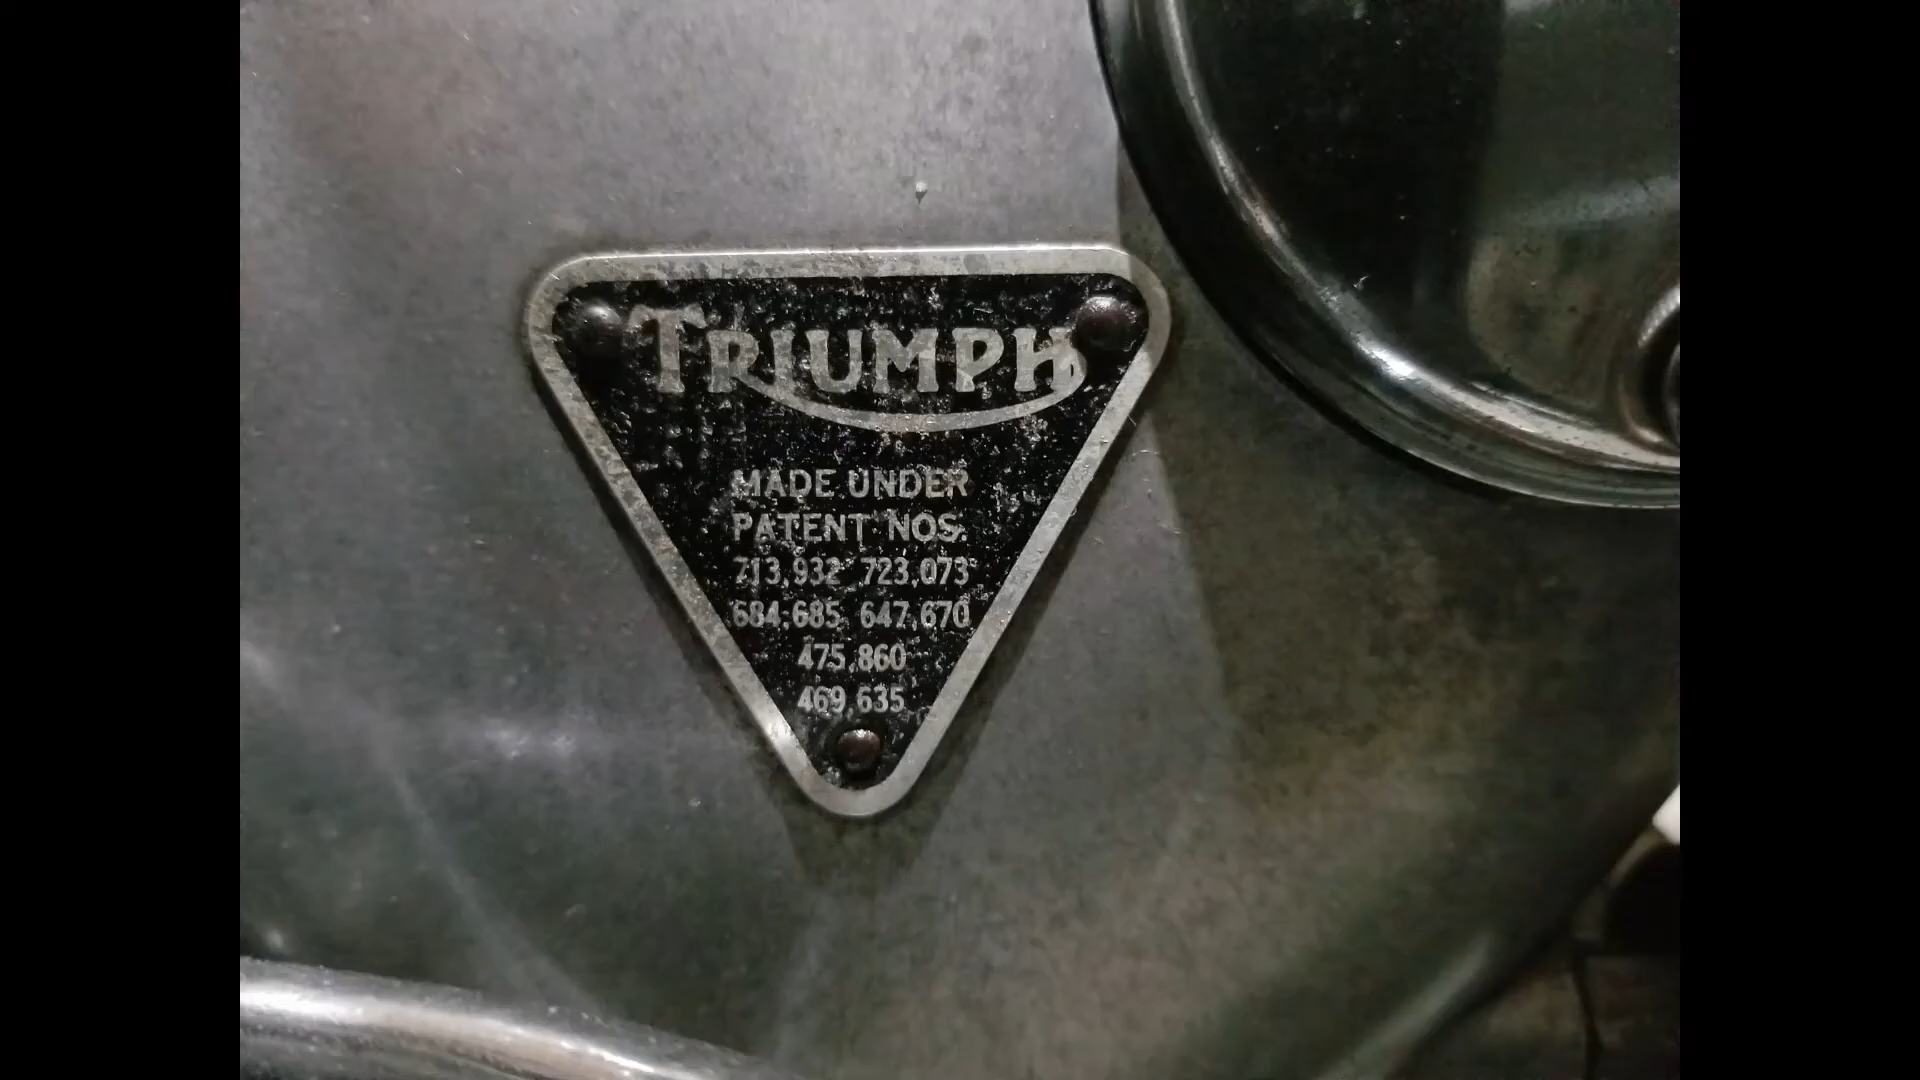 TRIUMPH
MADE UNDER
PATENT NOS.
713,932 723,073
684,685 647,670
475,860
469,635